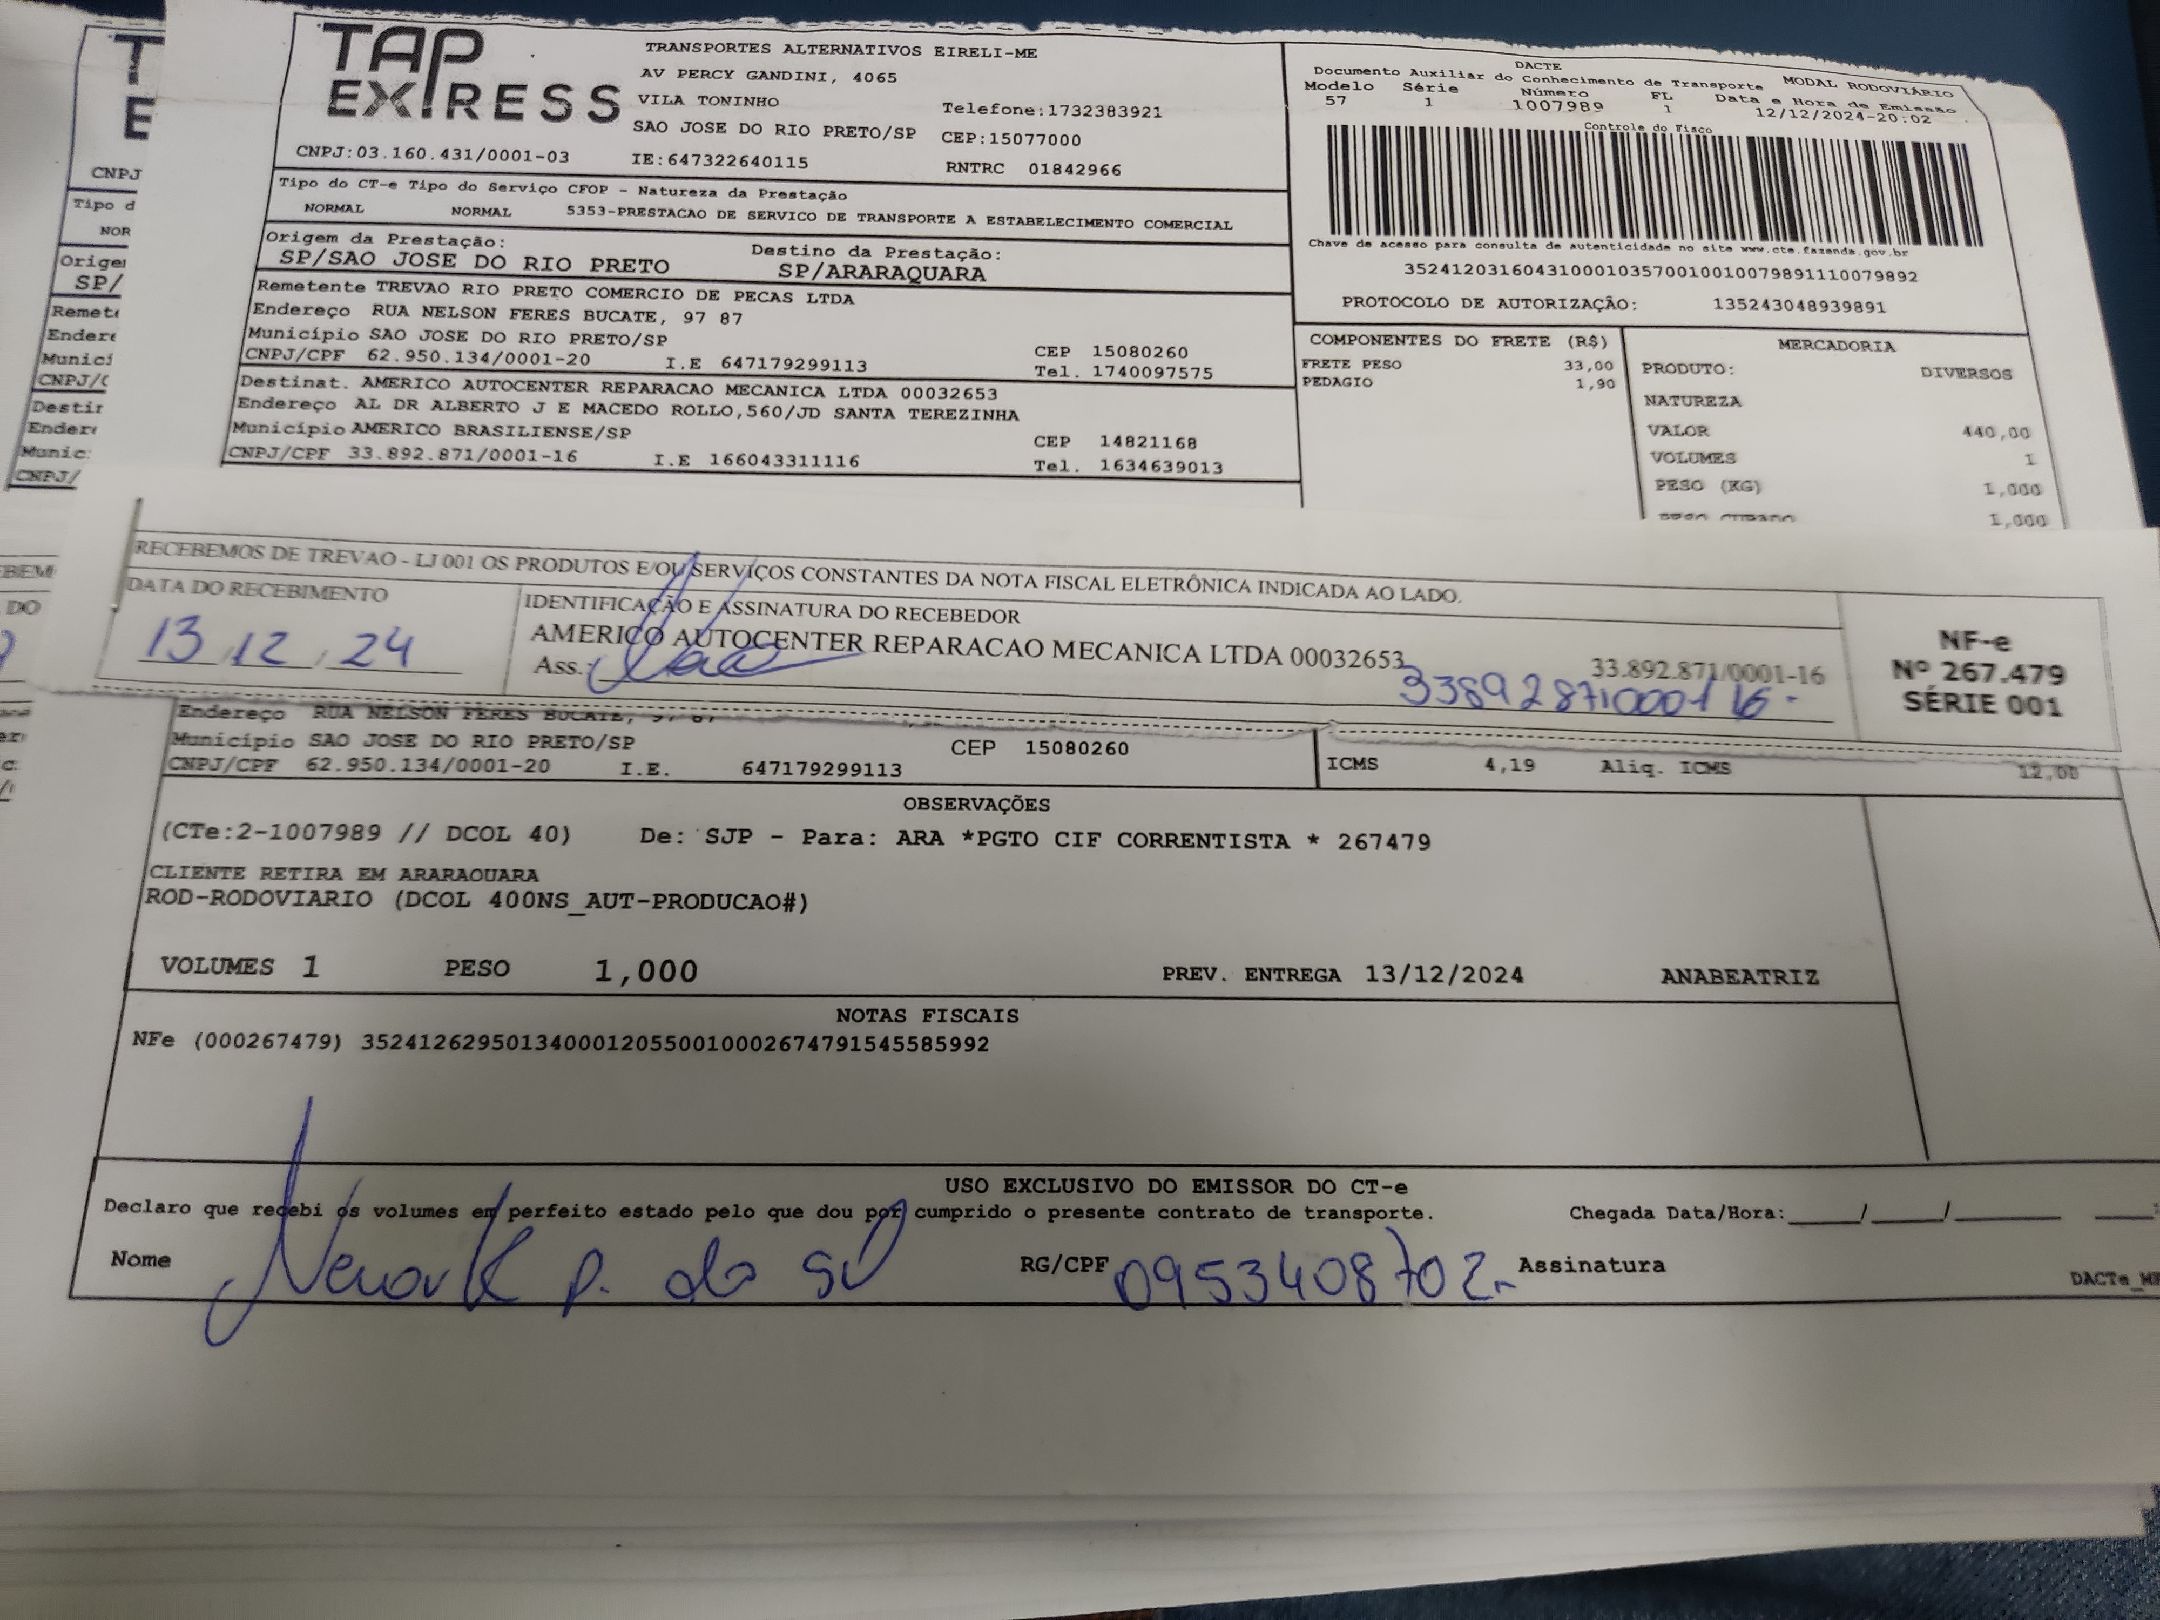 TAP EXPRESS
TRANSPORTES ALTERNATIVOS EIRELI-ME
AV PERCY GANDINI, 4065
VILA TONINHO
Telefone:1732383921
SAO JOSE DO RIO PRETO/SP CEP:15077000
CNPJ:03.160.431/0001-03 IE:647322640115 RNTRC 01842966
DACTE
Documento Auxiliar do Conhecimento de Transporte MODAL RODOVIÁRIO
Modelo Série Número FL Data e Hora de Emissão
57 1 1007989 1 12/12/2024-20:02
Controle do Fisco
Chave de acesso para consulta de autenticidade no site www.cte.fazenda.gov.br
35241203160431000103570010010079891110079892
PROTOCOLO DE AUTORIZAÇÃO: 135243048939891
Tipo do CT-e Tipo do Serviço CFOP - Natureza da Prestação
NORMAL NORMAL 5353-PRESTACAO DE SERVICO DE TRANSPORTE A ESTABELECIMENTO COMERCIAL
Origem da Prestação: Destino da Prestação:
SP/SAO JOSE DO RIO PRETO SP/ARARAQUARA
Remetente TREVAO RIO PRETO COMERCIO DE PECAS LTDA
Endereço RUA NELSON FERES BUCATE, 97 87
Município SAO JOSE DO RIO PRETO/SP CEP 15080260
CNPJ/CPF 62.950.134/0001-20 I.E 647179299113 Tel. 1740097575
Destinat. AMERICO AUTOCENTER REPARACAO MECANICA LTDA 00032653
Endereço AL DR ALBERTO J E MACEDO ROLLO,560/JD SANTA TEREZINHA
Município AMERICO BRASILIENSE/SP CEP 14821168
CNPJ/CPF 33.892.871/0001-16 I.E 166043311116 Tel. 1634639013
COMPONENTES DO FRETE (R$)
FRETE PESO 33,00
PEDAGIO 1,90
MERCADORIA
PRODUTO: DIVERSOS
NATUREZA
VALOR 440,00
VOLUMES 1
PESO (KG) 1,000
PESO CUBADO 1,000
RECEBEMOS DE TREVAO - LJ 001 OS PRODUTOS E/OU SERVIÇOS CONSTANTES DA NOTA FISCAL ELETRÔNICA INDICADA AO LADO.
DATA DO RECEBIMENTO
13, 12, 24
IDENTIFICAÇÃO E ASSINATURA DO RECEBEDOR
AMERICO AUTOCENTER REPARACAO MECANICA LTDA 00032653 33.892.871/0001-16
Ass.: 33892871000116-
NF-e
Nº 267.479
SÉRIE 001
Endereço RUA NELSON FERES BUCATE, 97 87
Município SAO JOSE DO RIO PRETO/SP CEP 15080260
CNPJ/CPF 62.950.134/0001-20 I.E. 647179299113
ICMS 4,19 Aliq. ICMS 12,00
OBSERVAÇÕES
(CTe:2-1007989 // DCOL 40) De: SJP - Para: ARA *PGTO CIF CORRENTISTA * 267479
CLIENTE RETIRA EM ARARAQUARA
ROD-RODOVIARIO (DCOL 400NS_AUT-PRODUCAO#)
VOLUMES 1 PESO 1,000 PREV. ENTREGA 13/12/2024 ANABEATRIZ
NOTAS FISCAIS
NFe (000267479) 35241262950134000120550010002674791545585992
USO EXCLUSIVO DO EMISSOR DO CT-e
Declaro que recebi os volumes em perfeito estado pelo que dou por cumprido o presente contrato de transporte. Chegada Data/Hora:____/____/______
Nome RG/CPF 0953408702 Assinatura